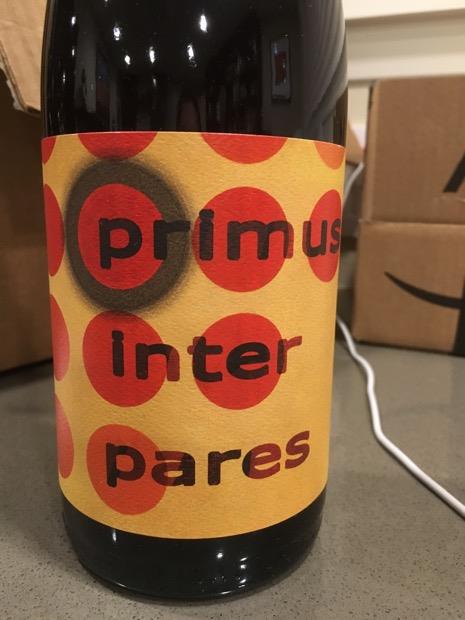 primus
inter
pares